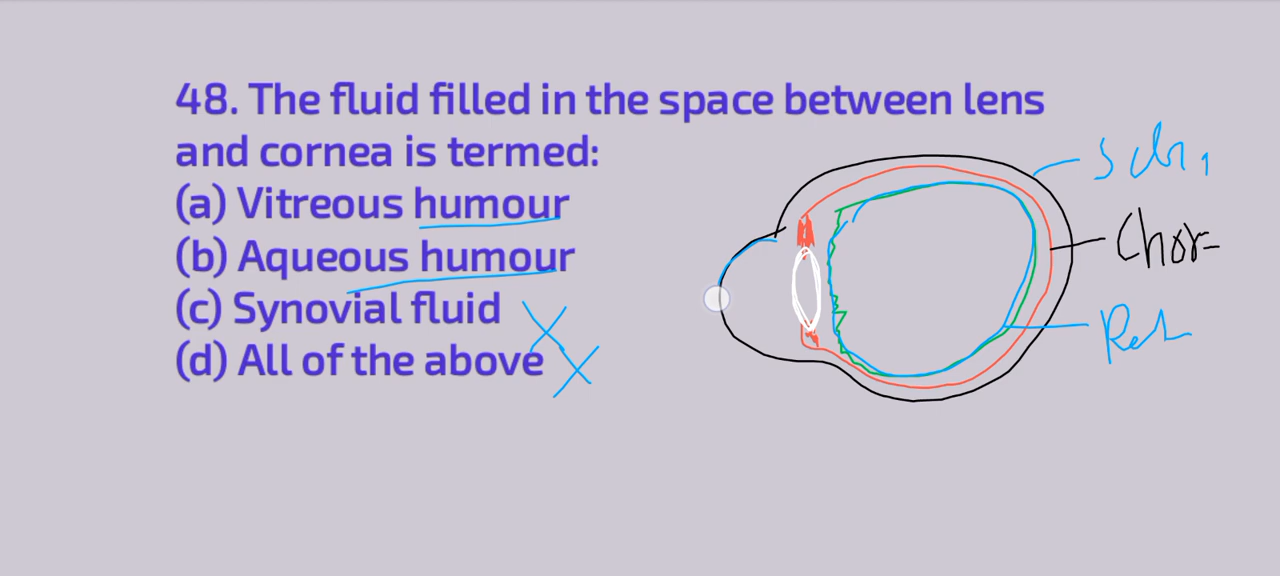 48. The fluid filled in the space between lens
and cornea is termed:
(a) Vitreous humour
(b) Aqueous humour
(c) Synovial fluid
(d) All of the above
Chor
Ret